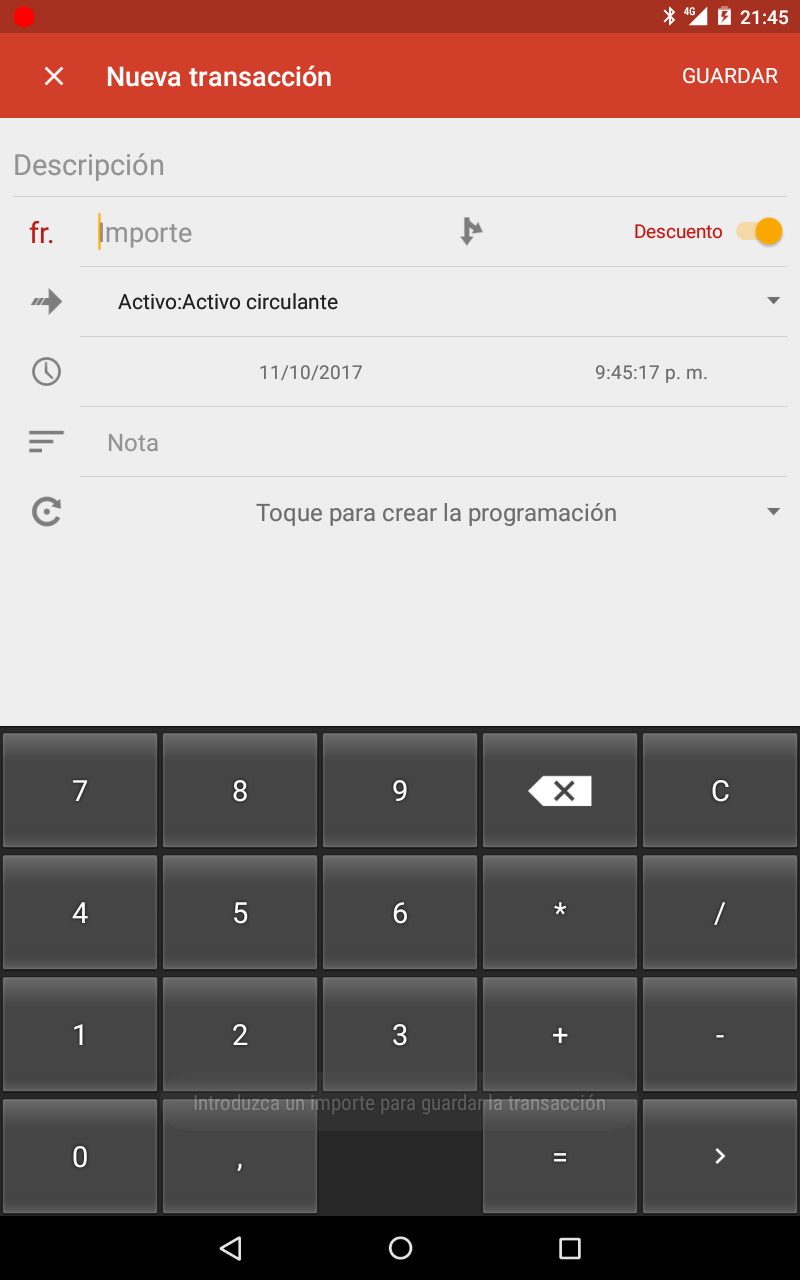 4G 21:45
Nueva transacción GUARDAR
Descripción
fr. Importe Descuento
Activo:Activo circulante
11/10/2017 9:45:17 p. m.
Nota
Toque para crear la programación
7 8 9 C
4 5 6 * /
1 2 3 + -
Introduzca un importe para guardar la transacción
0 , = >